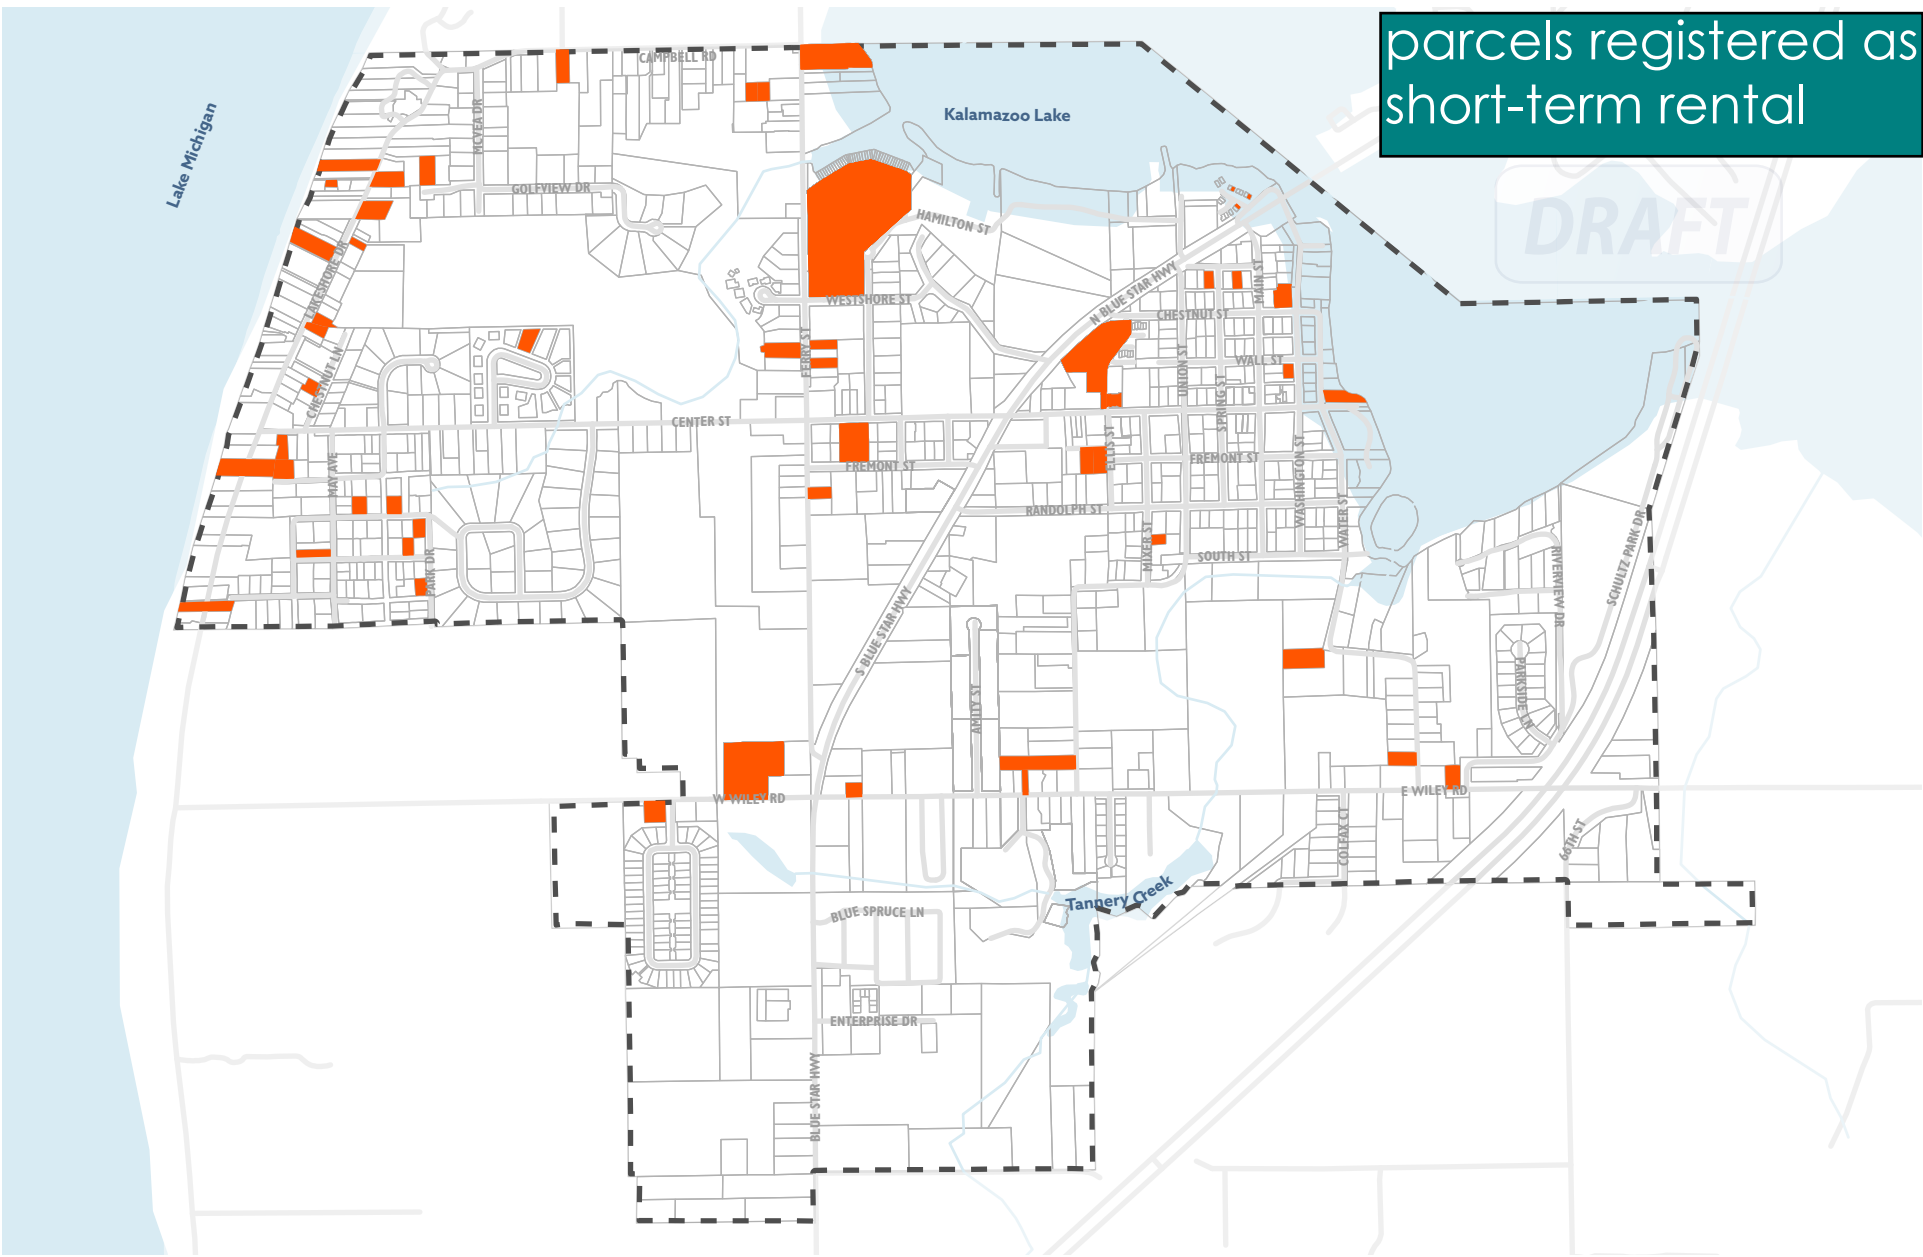 parcels registered as
short-term rental
DRAFT
CAMPBELL RD
Kalamazoo Lake
Lake Michigan
MCVEA DR
GOLFVIEW DR
HAMILTON ST
LAKESHORE DR
WESTSHORE ST
N BLUE STAR HWY
MAIN ST
CHESTNUT ST
FERRY ST
CHESTNUT LN
UNION ST
WALL ST
SPRING ST
CENTER ST
MAY AVE
FREMONT ST
ELLIS ST
FREMONT ST
WASHINGTON ST
RANDOLPH ST
WATER ST
MIXER ST
SOUTH ST
PARK DR
RIVERVIEW DR
SCHULTZ PARK DR
S BLUE STAR HWY
AMITY ST
PARKSIDE LN
W WILEY RD
E WILEY RD
COLFAX CT
66TH ST
Tannery Creek
BLUE SPRUCE LN
ENTERPRISE DR
BLUE STAR HWY